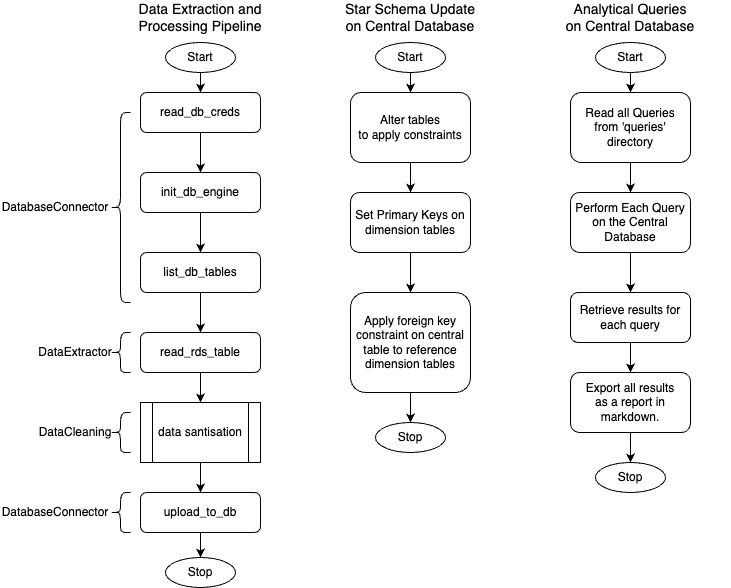 Data Extraction and
Processing Pipeline
Start
read_db_creds
init_db_engine
DatabaseConnector
list_db_tables
DataExtractor
read_rds_table
DataCleaning
data santisation
DatabaseConnector
upload_to_db
Stop
Star Schema Update
on Central Database
Start
Alter tables
to apply constraints
Set Primary Keys on
dimension tables
Apply foreign key
constraint on central
table to reference
dimension tables
Stop
Analytical Queries
on Central Database
Start
Read all Queries
from 'queries'
directory
Perform Each Query
on the Central
Database
Retrieve results for
each query
Export all results
as a report in
markdown.
Stop